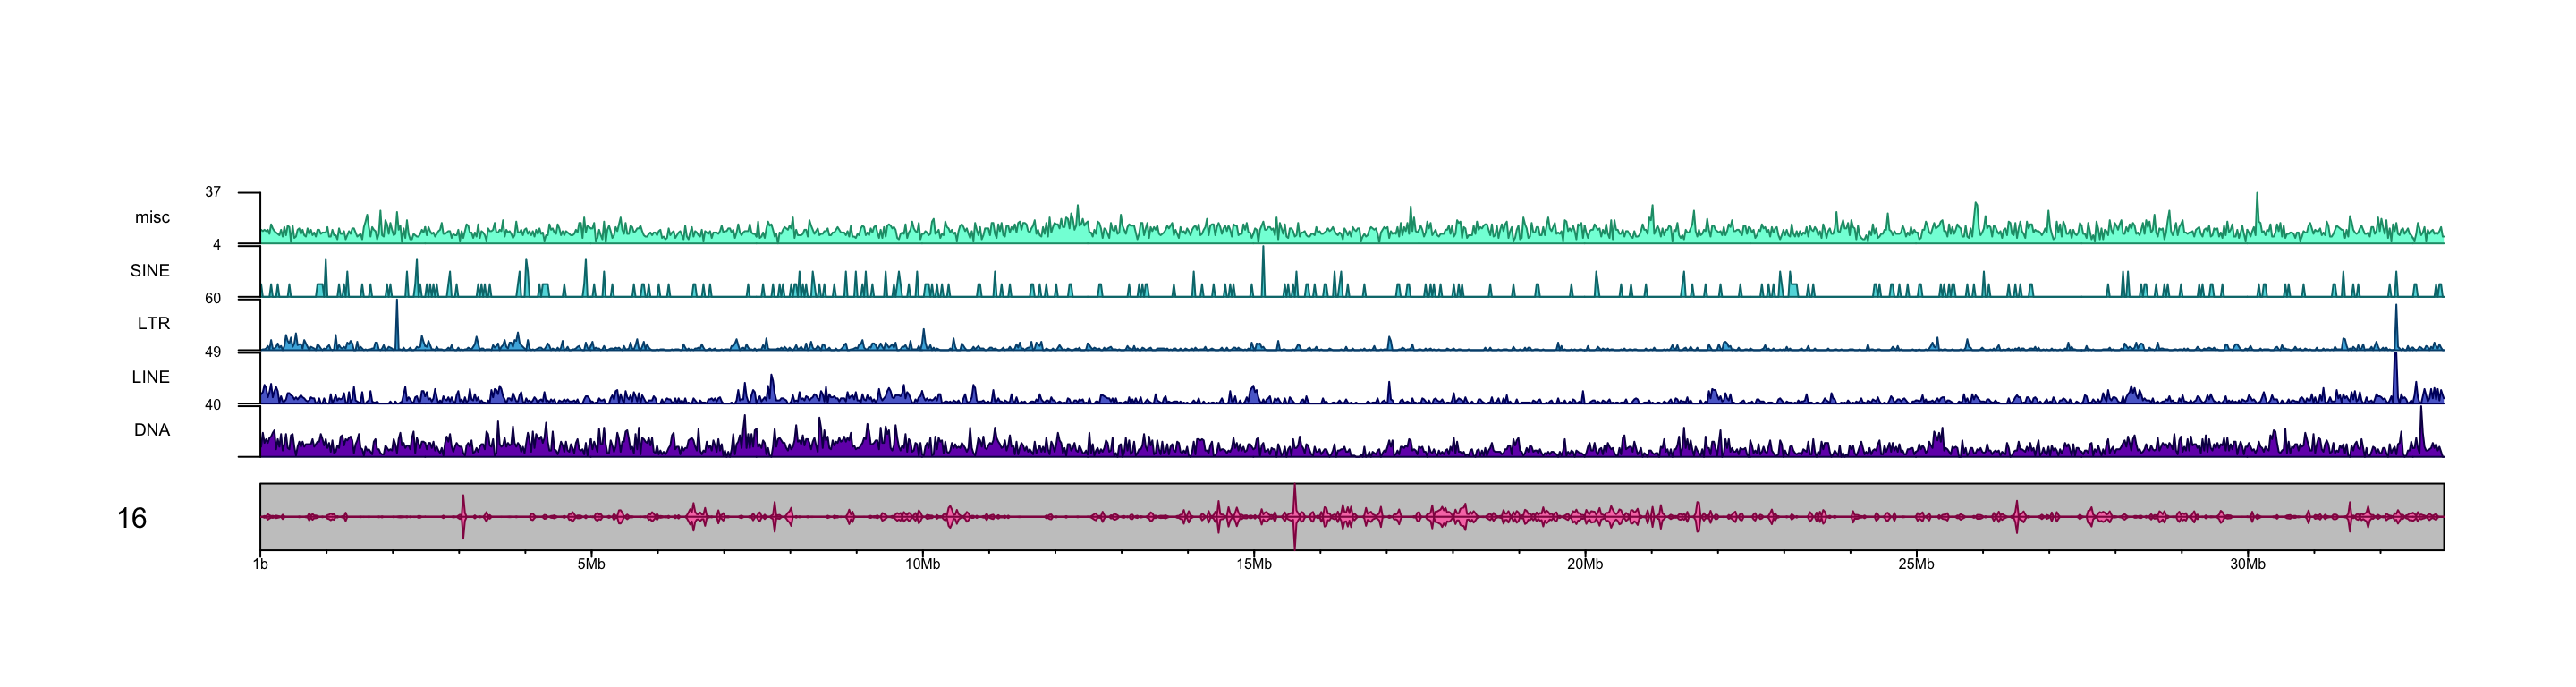 37
misc
4
SINE
60
LTR
49
LINE
40
DNA
16
1b 5Mb 10Mb 15Mb 20Mb 25Mb 30Mb